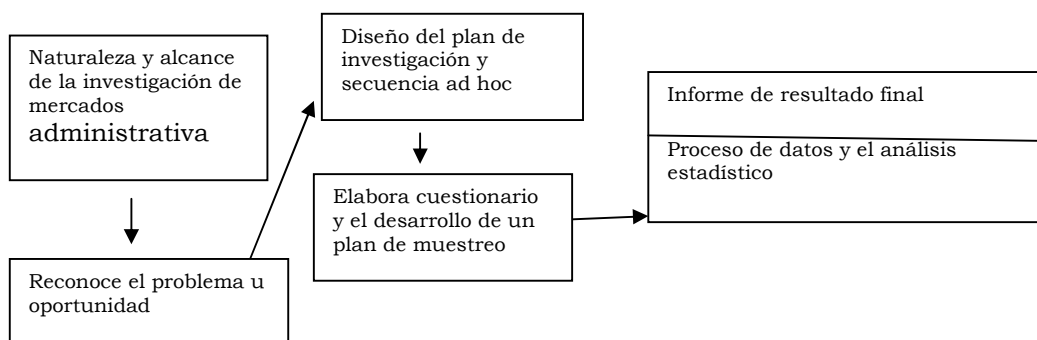 Naturaleza y alcance
de la investigación de
mercados
administrativa
Reconoce el problema u
oportunidad
Diseño del plan de
investigación y
secuencia ad hoc
Elabora cuestionario
y el desarrollo de un
plan de muestreo
Informe de resultado final
Proceso de datos y el análisis
estadístico